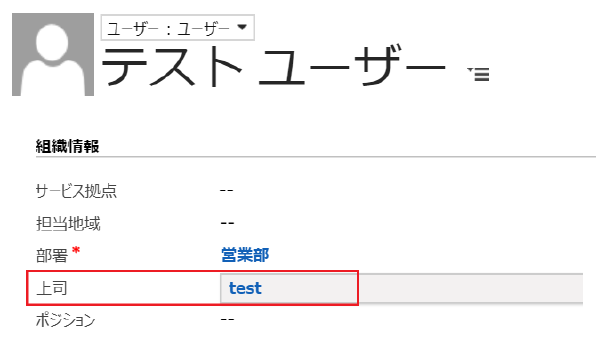 ユーザー : ユーザー
テスト ユーザー
組織情報
サービス拠点 --
担当地域 --
部署* 営業部
上司 test
ポジション --